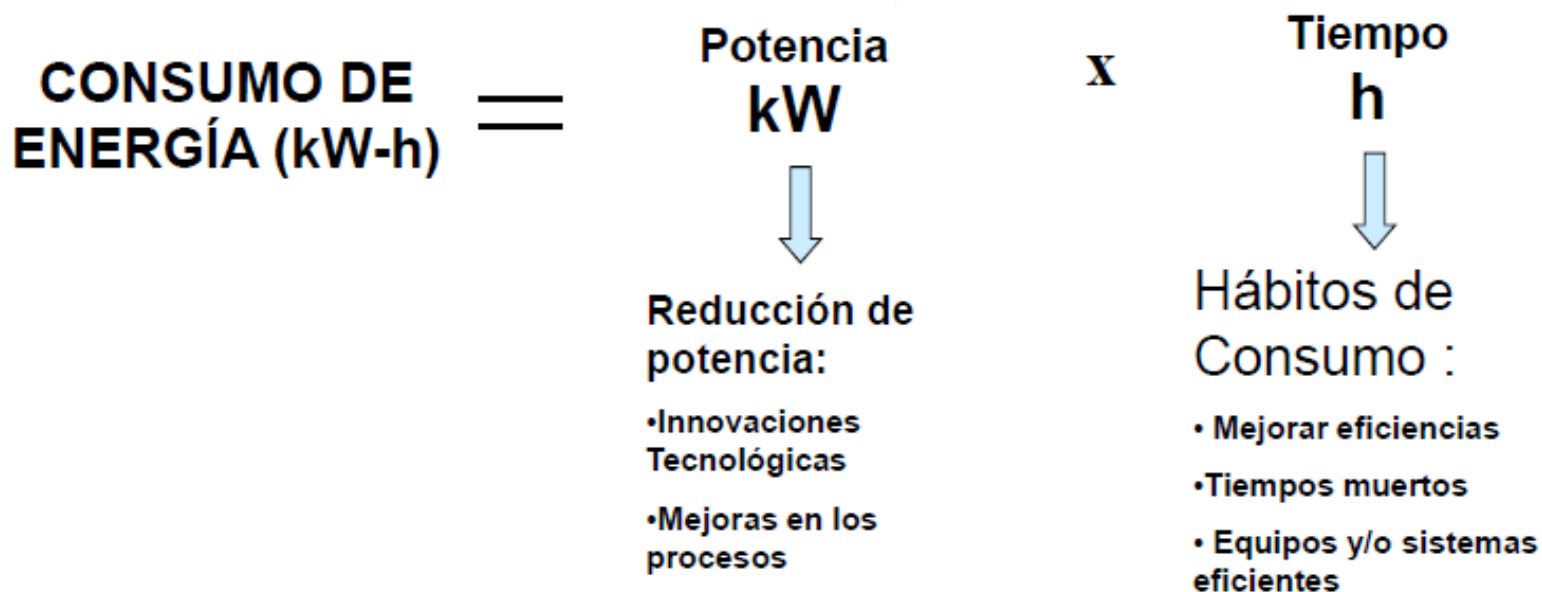 CONSUMO DE
ENERGÍA (kW-h)
=
Potencia
kW
x
Tiempo
h
Reducción de
potencia:
•Innovaciones
Tecnológicas
•Mejoras en los
procesos
Hábitos de
Consumo :
• Mejorar eficiencias
•Tiempos muertos
• Equipos y/o sistemas
eficientes